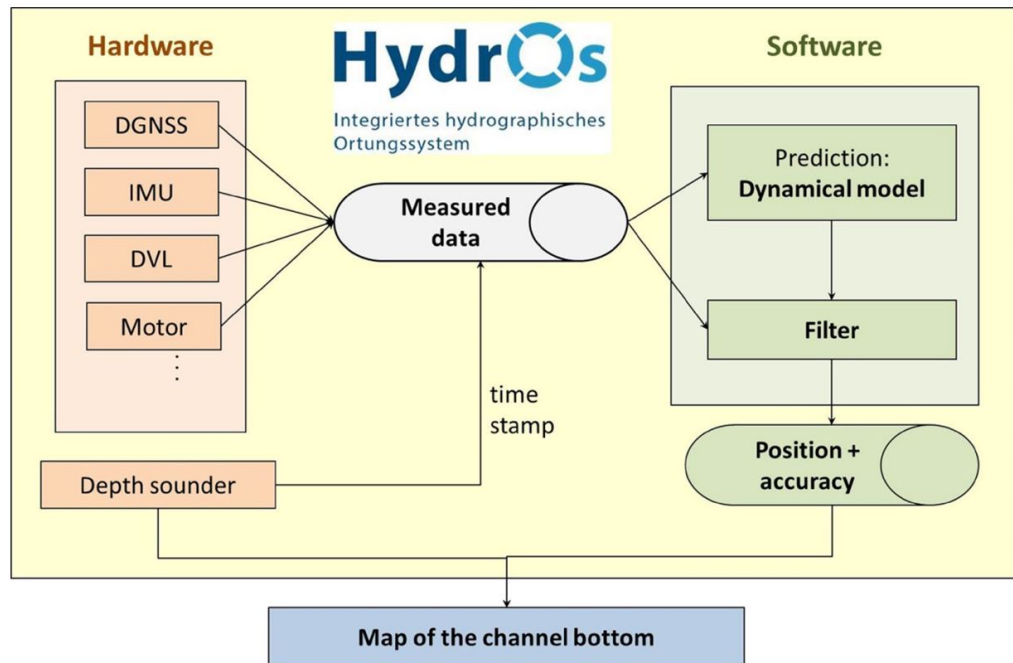 Hardware
HydrOs
Integriertes hydrographisches
Ortungssystem
Software
DGNSS
IMU
DVL
Motor
⋮
Measured
data
Prediction:
Dynamical model
Filter
time
stamp
Depth sounder
Position +
accuracy
Map of the channel bottom